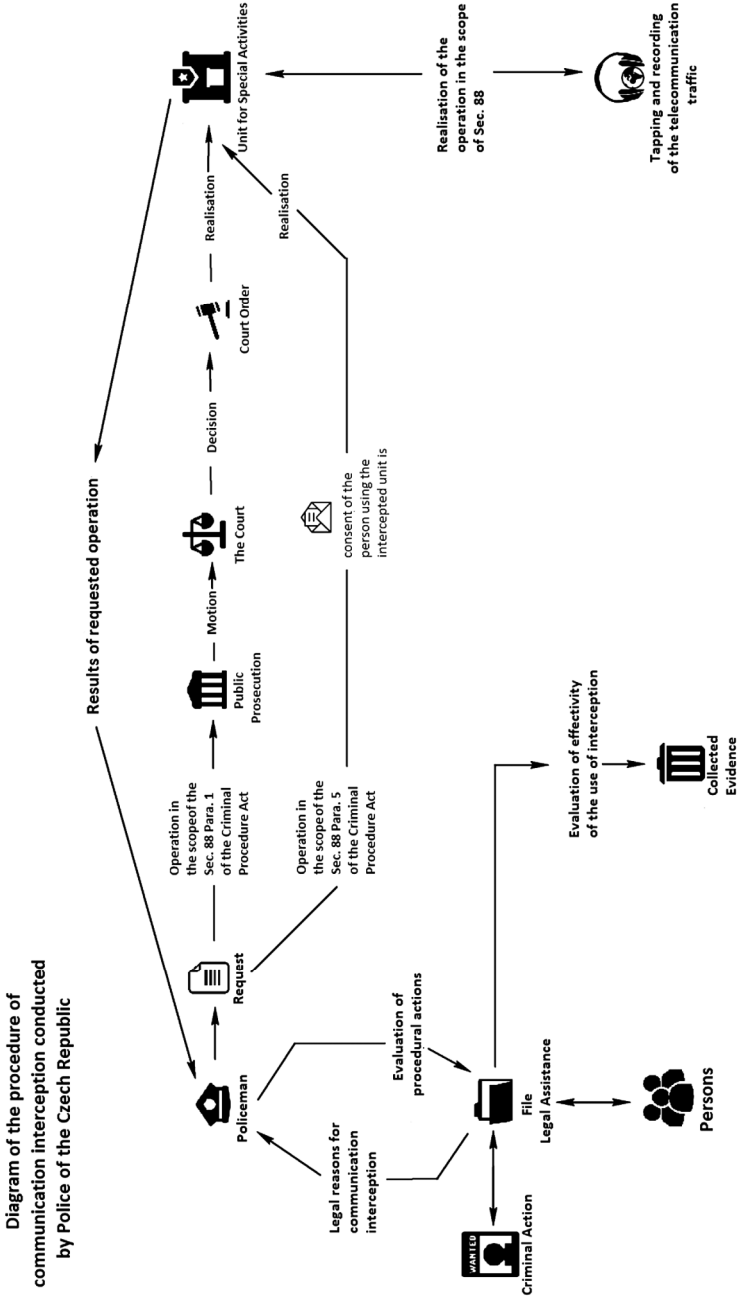 Diagram of the procedure of
communication interception conducted
by Police of the Czech Republic
Results of requested operation
Policeman
Request
Operation in
the scopeof the
Sec. 88 Para. 1
of the Criminal
Procedure Act
Public
Prosecution
Motion
The Court
Decision
Court Order
Realisation
Unit for Special Activities
Operation in
the scopeof the
Sec. 88 Para. 5
of the Criminal
Procedure Act
consent of the
person using the
intercepted unit is
Realisation
Legal reasons for
communication
interception
Evaluation of
procedural actions
Realisation of the
operation in the scope
of Sec. 88
WANTED
Criminal Action
File
Legal Assistance
Persons
Evaluation of effectivity
of the use of interception
Collected
Evidence
Tapping and recording
of the telecommunication
traffic